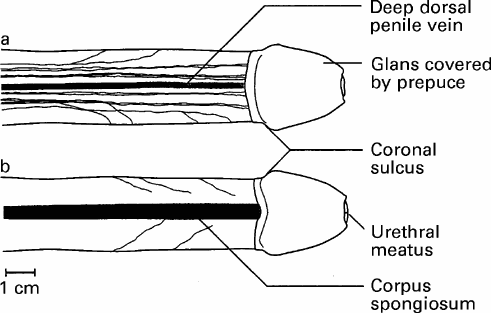 Deep dorsal
penile vein
a
Glans covered
by prepuce
Coronal
sulcus
b
Urethral
meatus
1 cm
Corpus
spongiosum